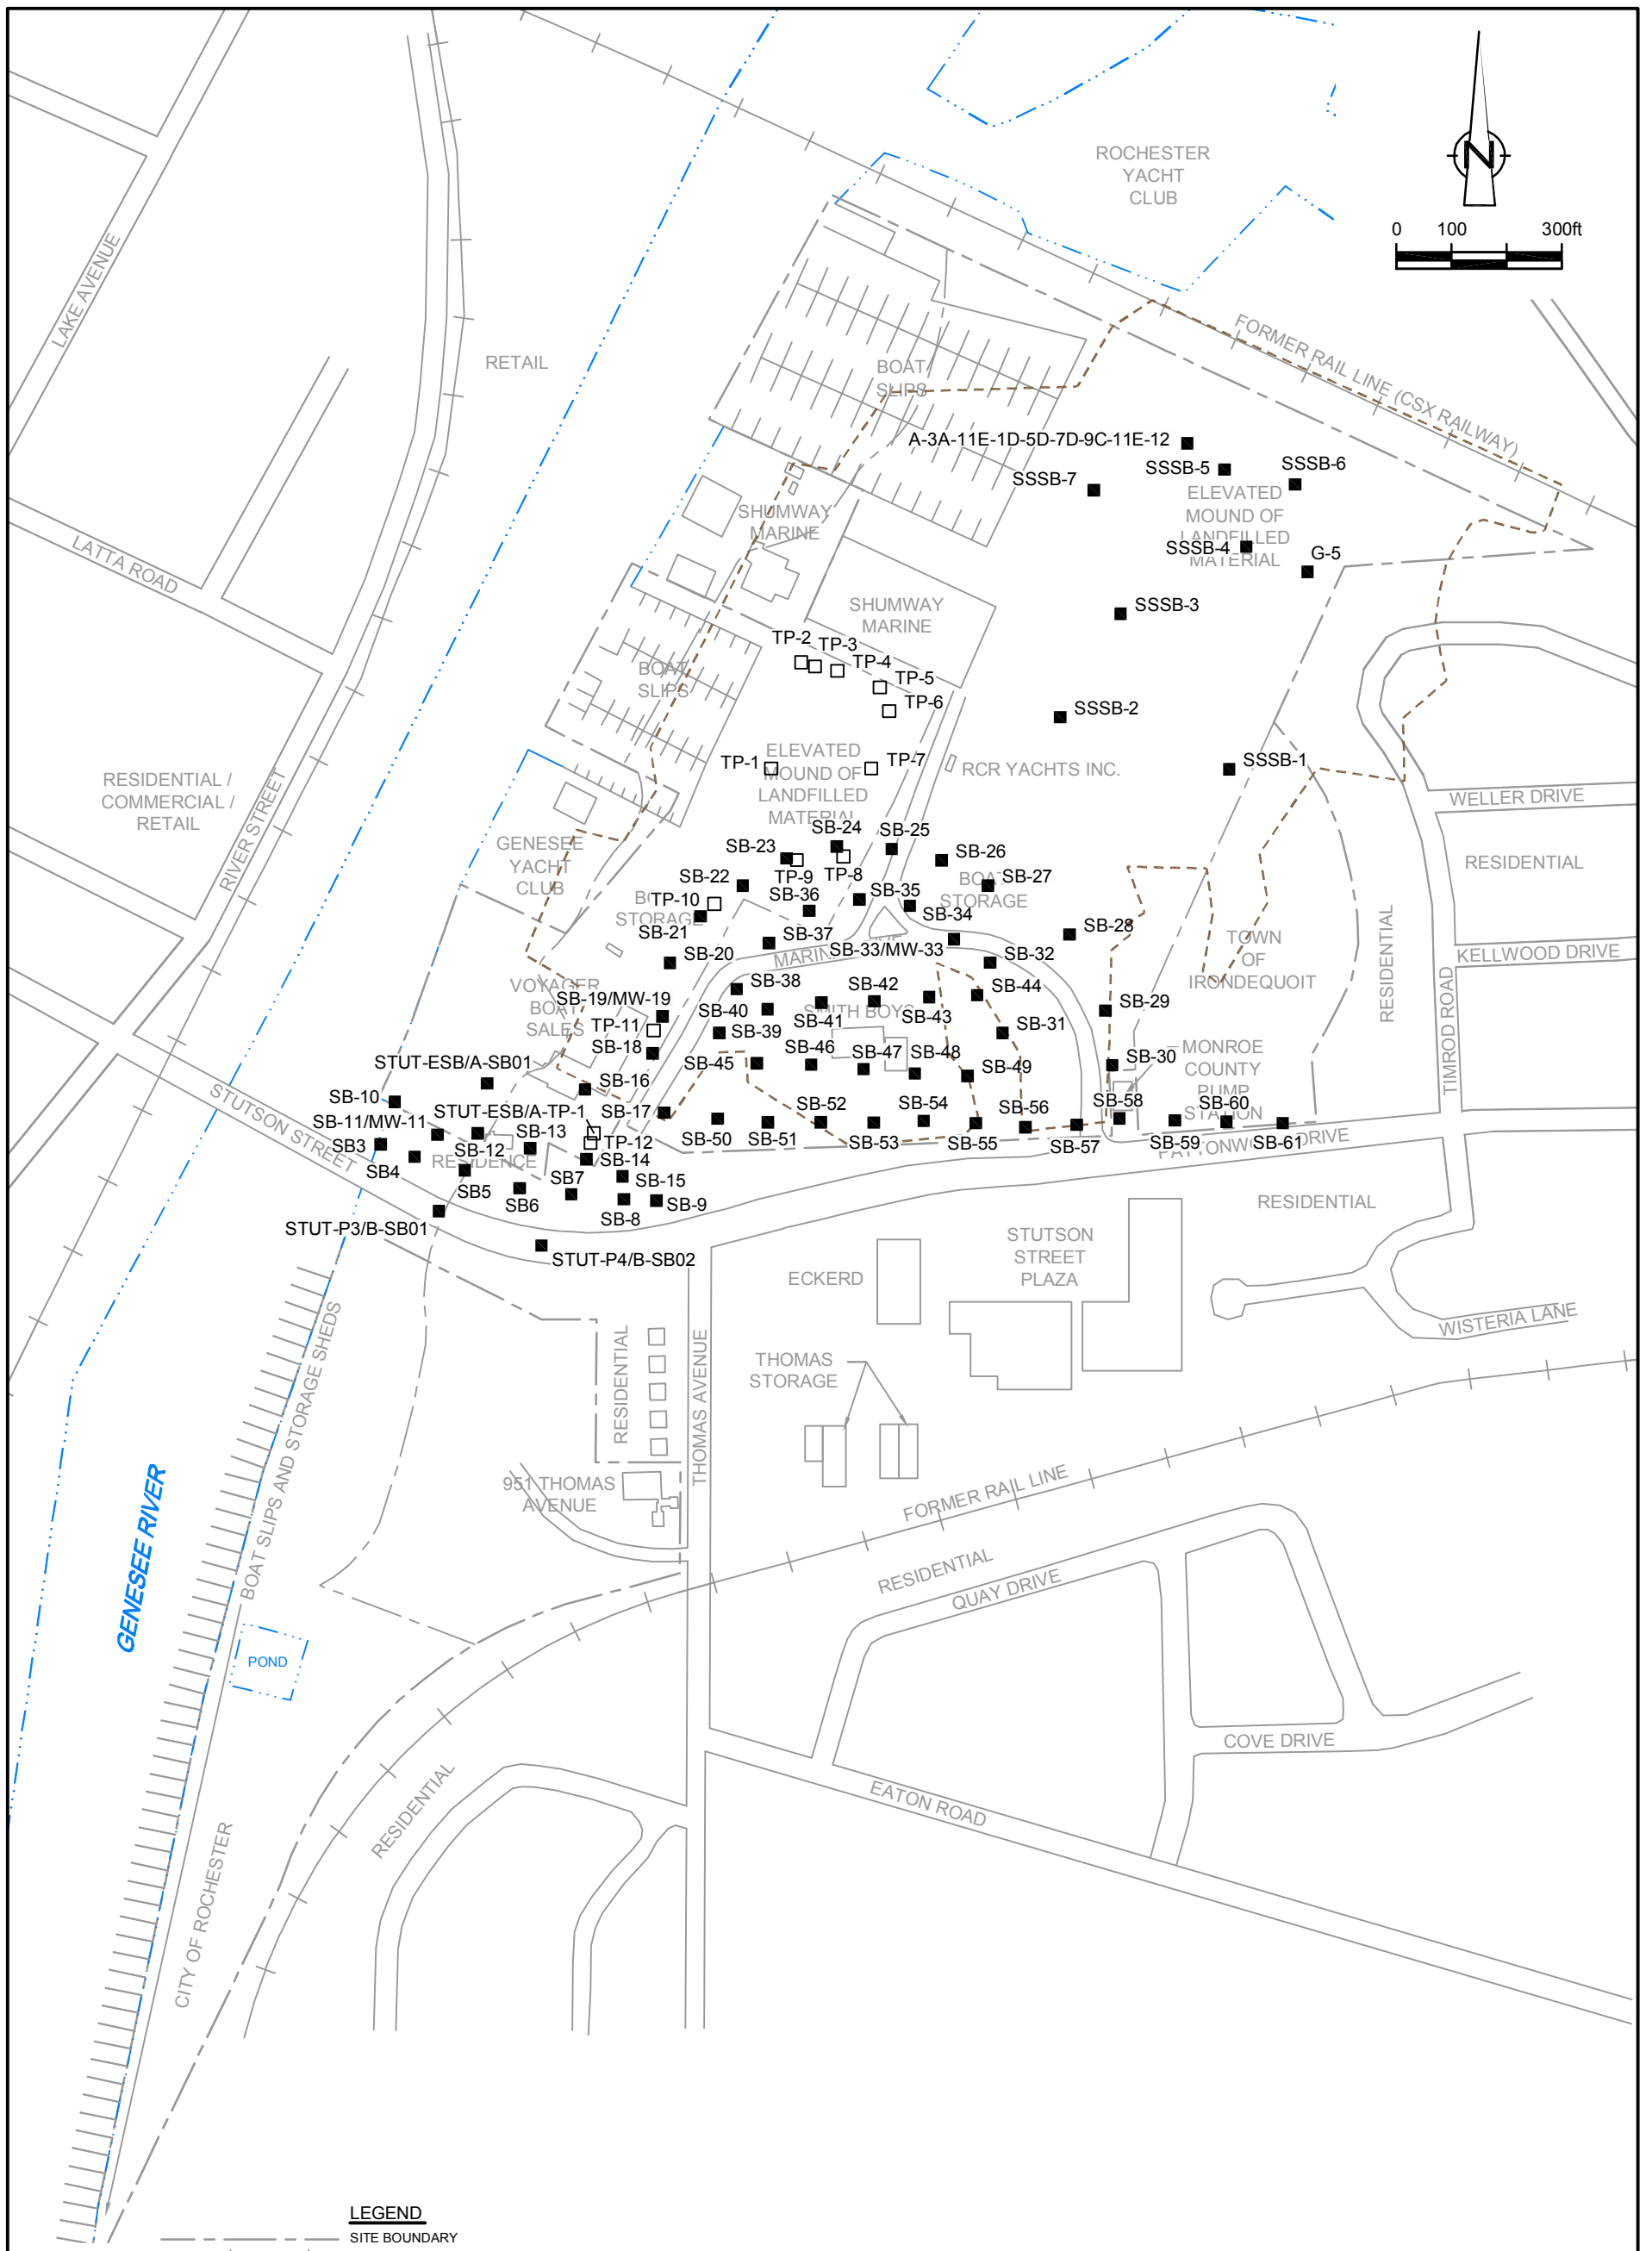 ROCHESTER
YACHT
CLUB
N
0 100 300ft
LAKE AVENUE
RETAIL
FORMER RAIL LINE (CSX RAILWAY)
BOAT
SLIPS
A-3A-11E-1D-5D-7D-9C-11E-12
SSSB-5
SSSB-6
SSSB-7
ELEVATED
MOUND OF
LANDFILLED
MATERIAL
SHUMWAY
MARINE
SSSB-4
G-5
LATTA ROAD
SSSB-3
SHUMWAY
MARINE
TP-2
TP-3
TP-4
TP-5
TP-6
BOAT
SLIPS
SSSB-2
TP-1
ELEVATED
MOUND OF
LANDFILLED
MATERIAL
TP-7
RCR YACHTS INC.
SSSB-1
RESIDENTIAL /
COMMERCIAL /
RETAIL
RIVER STREET
WELLER DRIVE
GENESEE
YACHT
CLUB
SB-24
SB-25
SB-23
SB-26
TP-9
TP-8
RESIDENTIAL
SB-22
SB-27
BOAT
STORAGE
SB-36
SB-35
BOAT
STORAGE
TP-10
SB-34
SB-21
SB-37
SB-33/MW-33
SB-28
RESIDENTIAL
TOWN
OF
IRONDEQUOIT
KELLWOOD DRIVE
SB-20
SB-32
VOYAGER
BOAT
SALES
SB-38
SB-42
SB-44
SB-19/MW-19
SB-40
SB-41
SMITH BOYS
SB-43
SB-29
TP-11
SB-39
SB-31
SB-18
TIMROD ROAD
SB-45
SB-46
SB-47
SB-48
SB-49
SB-30
MONROE
COUNTY
PUMP
STATION
STUT-ESB/A-SB01
SB-16
SB-10
STUTSON STREET
STUT-ESB/A-TP-1
SB-17
SB-11/MW-11
SB-13
TP-12
SB-50
SB-51
SB-52
SB-53
SB-54
SB-55
SB-56
SB-57
SB-58
SB-59
SB-60
SB-61
SB3
SB4
SB-12
RESIDENCE
SB-14
SB5
SB6
SB7
SB-15
SB-8
SB-9
STUT-P3/B-SB01
STUT-P4/B-SB02
RESIDENTIAL
STUTSON
STREET
PLAZA
ECKERD
WISTERIA LANE
THOMAS
STORAGE
RESIDENTIAL
THOMAS AVENUE
BOAT SLIPS AND STORAGE SHEDS
951 THOMAS
AVENUE
FORMER RAIL LINE
GENESEE RIVER
RESIDENTIAL
QUAY DRIVE
POND
COVE DRIVE
RESIDENTIAL
EATON ROAD
CITY OF ROCHESTER
LEGEND
SITE BOUNDARY